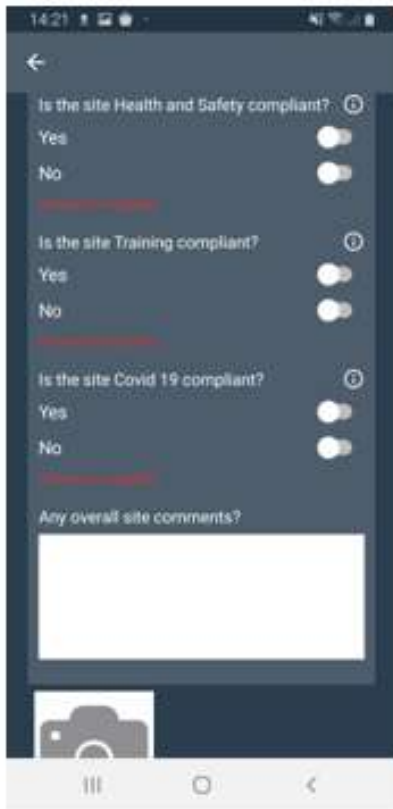 14:21
Is the site Health and Safety compliant?
Yes
No
Is the site Training compliant?
Yes
No
Is the site Covid 19 compliant?
Yes
No
Any overall site comments?